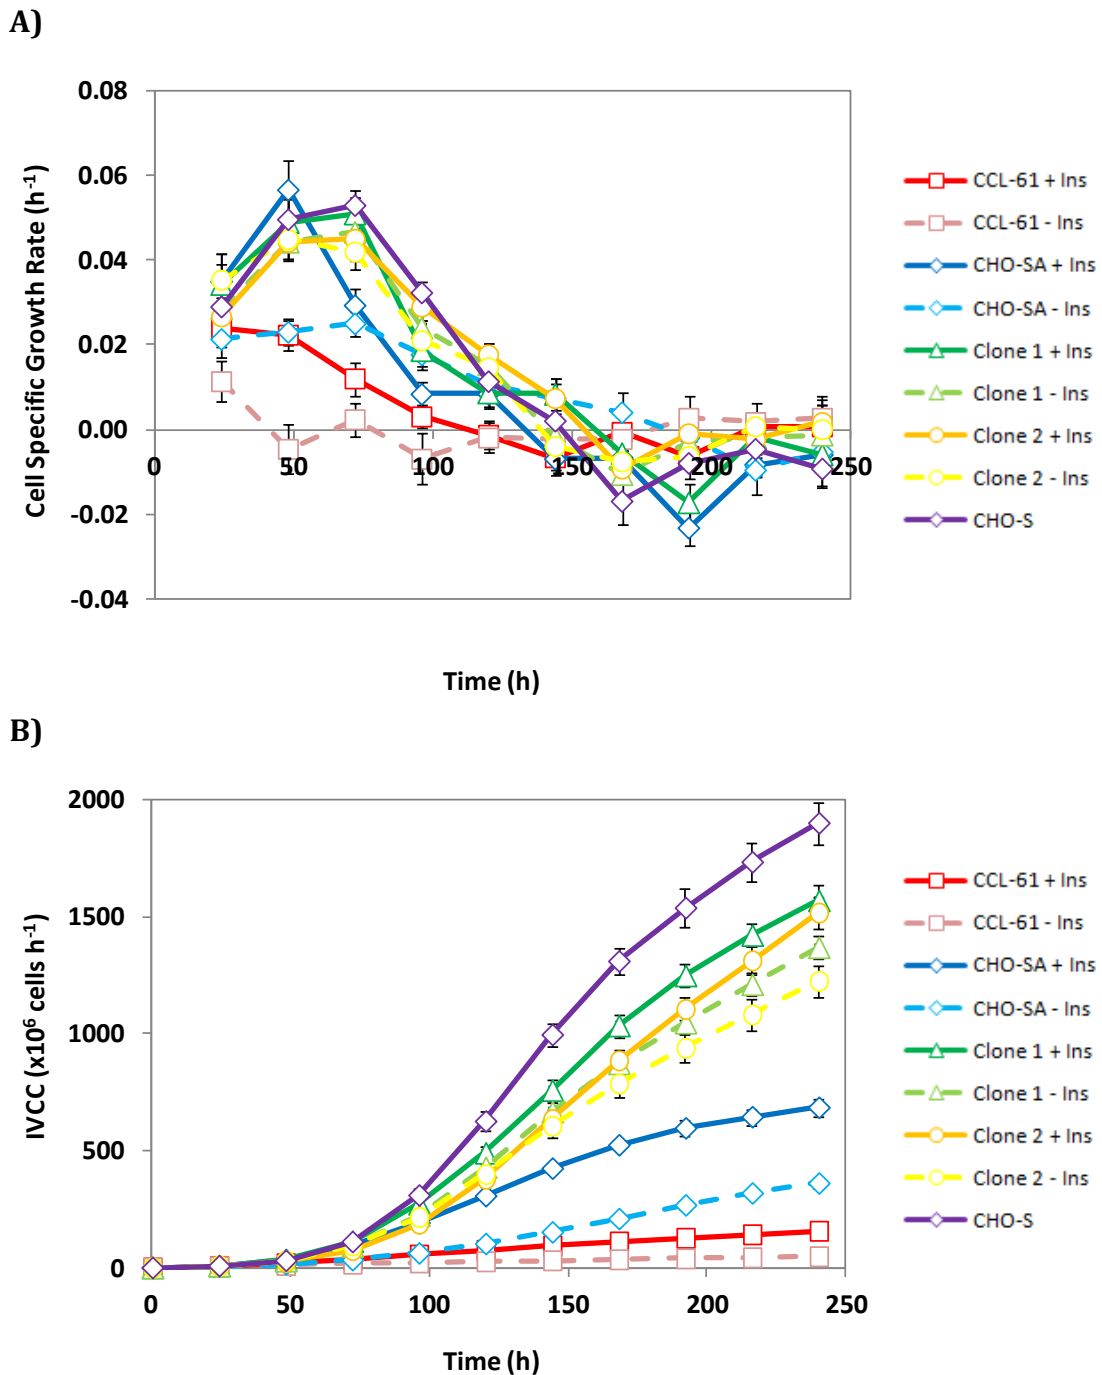 A)
0.08
0.06
0.04
0.02
0.00
-0.02
-0.04
0 50 100 150 200 250
Cell Specific Growth Rate (h-1)
Time (h)
CCL-61 + Ins
CCL-61 - Ins
CHO-SA + Ins
CHO-SA - Ins
Clone 1 + Ins
Clone 1 - Ins
Clone 2 + Ins
Clone 2 - Ins
CHO-S
B)
2000
1500
1000
500
0
0 50 100 150 200 250
IVCC (x10⁶ cells h⁻¹)
Time (h)
CCL-61 + Ins
CCL-61 - Ins
CHO-SA + Ins
CHO-SA - Ins
Clone 1 + Ins
Clone 1 - Ins
Clone 2 + Ins
Clone 2 - Ins
CHO-S